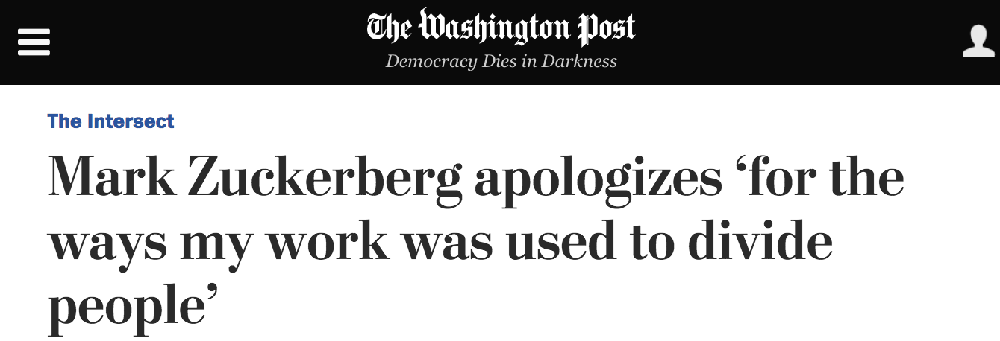 The Washington Post
Democracy Dies in Darkness
The Intersect
Mark Zuckerberg apologizes ‘for the
ways my work was used to divide
people’